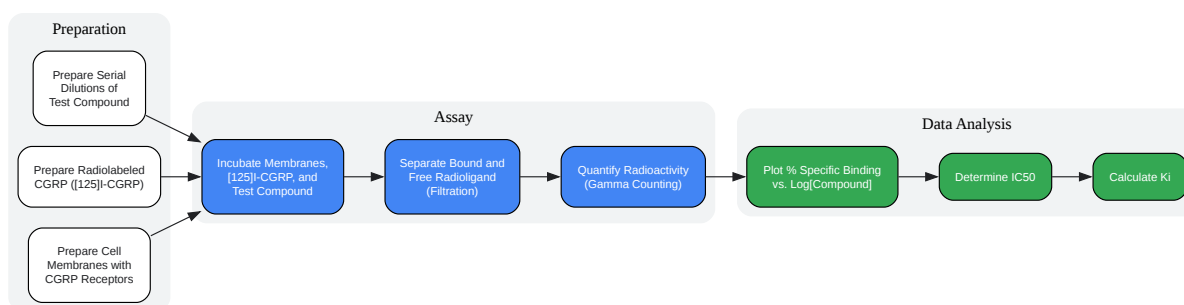 Preparation
Prepare Serial
Dilutions of
Test Compound
Prepare Radiolabeled
CGRP ([125]I-CGRP)
Prepare Cell
Membranes with
CGRP Receptors
Assay
Incubate Membranes,
[125]I-CGRP, and
Test Compound
Separate Bound and
Free Radioligand
(Filtration)
Quantify Radioactivity
(Gamma Counting)
Data Analysis
Plot % Specific Binding
vs. Log[Compound]
Determine IC50
Calculate Ki